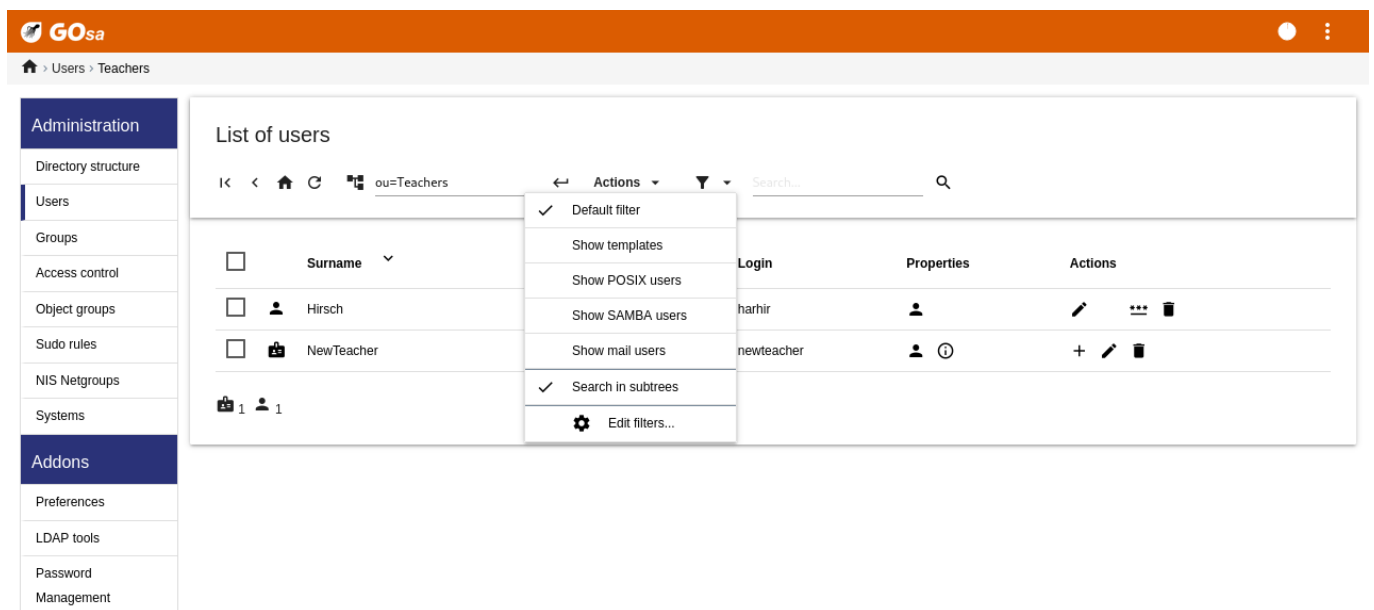 GOsa
Users › Teachers
Administration
Directory structure
Users
Groups
Access control
Object groups
Sudo rules
NIS Netgroups
Systems
Addons
Preferences
LDAP tools
Password
Management
List of users
ou=Teachers Actions Search...
Default filter
Show templates
Show POSIX users
Show SAMBA users
Show mail users
Search in subtrees
Edit filters...
Surname Login Properties Actions
Hirsch harhir
NewTeacher newteacher
1 1